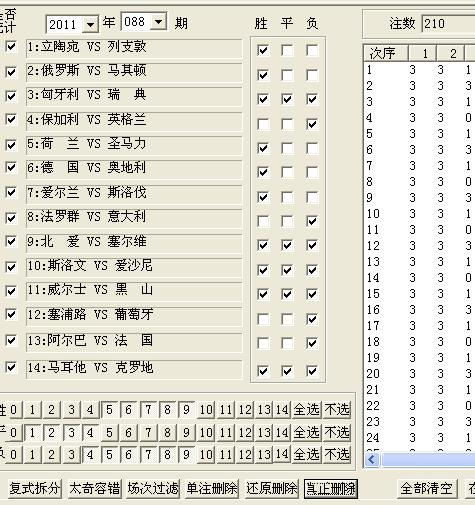 是否
统计
2011 年 088 期
胜 平 负
1:立陶宛 VS 列支敦
2:俄罗斯 VS 马其顿
3:匈牙利 VS 瑞　典
4:保加利 VS 英格兰
5:荷　兰 VS 圣马力
6:德　国 VS 奥地利
7:爱尔兰 VS 斯洛伐
8:法罗群 VS 意大利
9:北　爱 VS 塞尔维
10:斯洛文 VS 爱沙尼
11:威尔士 VS 黑　山
12:塞浦路 VS 葡萄牙
13:阿尔巴 VS 法　国
14:马耳他 VS 克罗地
胜 0 1 2 3 4 5 6 7 8 9 10 11 12 13 14 全选 不选
平 0 1 2 3 4 5 6 7 8 9 10 11 12 13 14 全选 不选
负 0 1 2 3 4 5 6 7 8 9 10 11 12 13 14 全选 不选
注数 210
次序 1 2
1 3 3 1
2 3 3 3
3 3 3 1
4 3 3 0
5 3 3 1
6 3 3 3
7 3 3 1
8 3 3 0
9 3 3 3
10 3 3 1
11 3 3 0
12 3 3 3
13 3 3 0
14 3 3 1
15 3 3 1
16 3 3 3
17 3 3 1
18 3 3 0
19 3 3 1
20 3 3 3
21 3 3 3
22 3 3 0
23 3 3 0
24 3 3 1
复式拆分 太奇容错 场次过滤 单注删除 还原删除 真正删除 全部清空